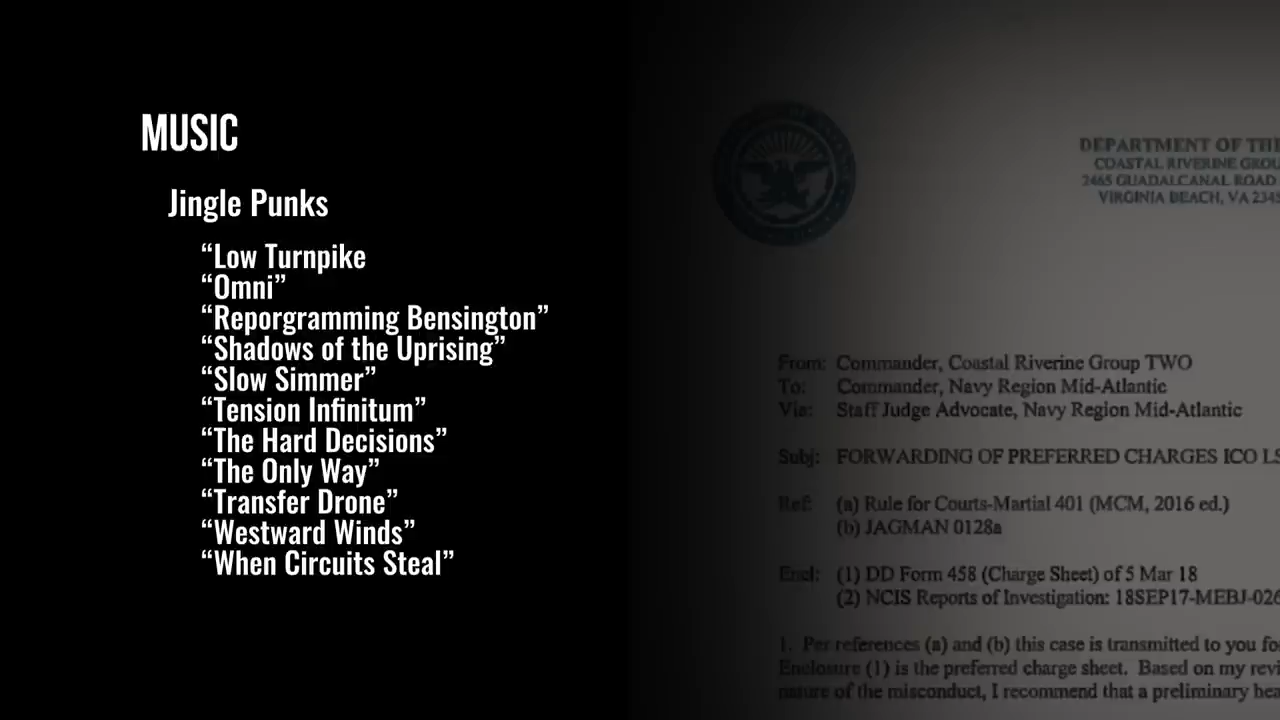 MUSIC
Jingle Punks
“Low Turnpike
“Omni”
“Reporgramming Bensington”
“Shadows of the Uprising”
“Slow Simmer”
“Tension Infinitum”
“The Hard Decisions”
“The Only Way”
“Transfer Drone”
“Westward Winds”
“When Circuits Steal”
DEPARTMENT OF THE
COASTAL RIVERINE GROU
2465 GUADALCANAL ROAD
VIRGINIA BEACH, VA 2345
From: Commander, Coastal Riverine Group TWO
To: Commander, Navy Region Mid-Atlantic
Via: Staff Judge Advocate, Navy Region Mid-Atlantic
Subj: FORWARDING OF PREFERRED CHARGES ICO LS
Ref: (a) Rule for Courts-Martial 401 (MCM, 2016 ed.)
(b) JAGMAN 0128a
Encl: (1) DD Form 458 (Charge Sheet) of 5 Mar 18
(2) NCIS Reports of Investigation: 18SEP17-MEBJ-026
1. Per references (a) and (b) this case is transmitted to you fo
Enclosure (1) is the preferred charge sheet. Based on my revi
nature of the misconduct, I recommend that a preliminary hea